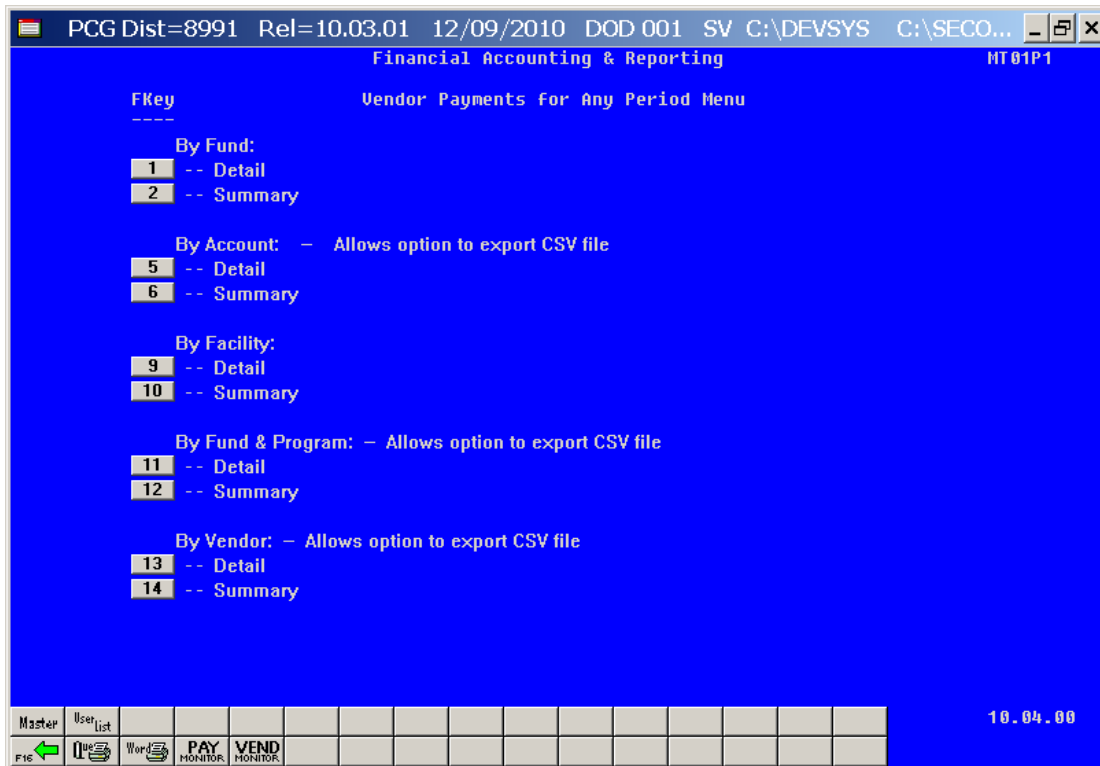 PCG Dist=8991 Rel=10.03.01 12/09/2010 DOD 001 SV C:\DEVSYS C:\SECO...
Financial Accounting & Reporting MT01P1
FKey Vendor Payments for Any Period Menu
----
By Fund:
1 -- Detail
2 -- Summary
By Account: – Allows option to export CSV file
5 -- Detail
6 -- Summary
By Facility:
9 -- Detail
10 -- Summary
By Fund & Program: – Allows option to export CSV file
11 -- Detail
12 -- Summary
By Vendor: – Allows option to export CSV file
13 -- Detail
14 -- Summary
Master User List 10.04.00
F16 Que Word PAY MONITOR VEND MONITOR